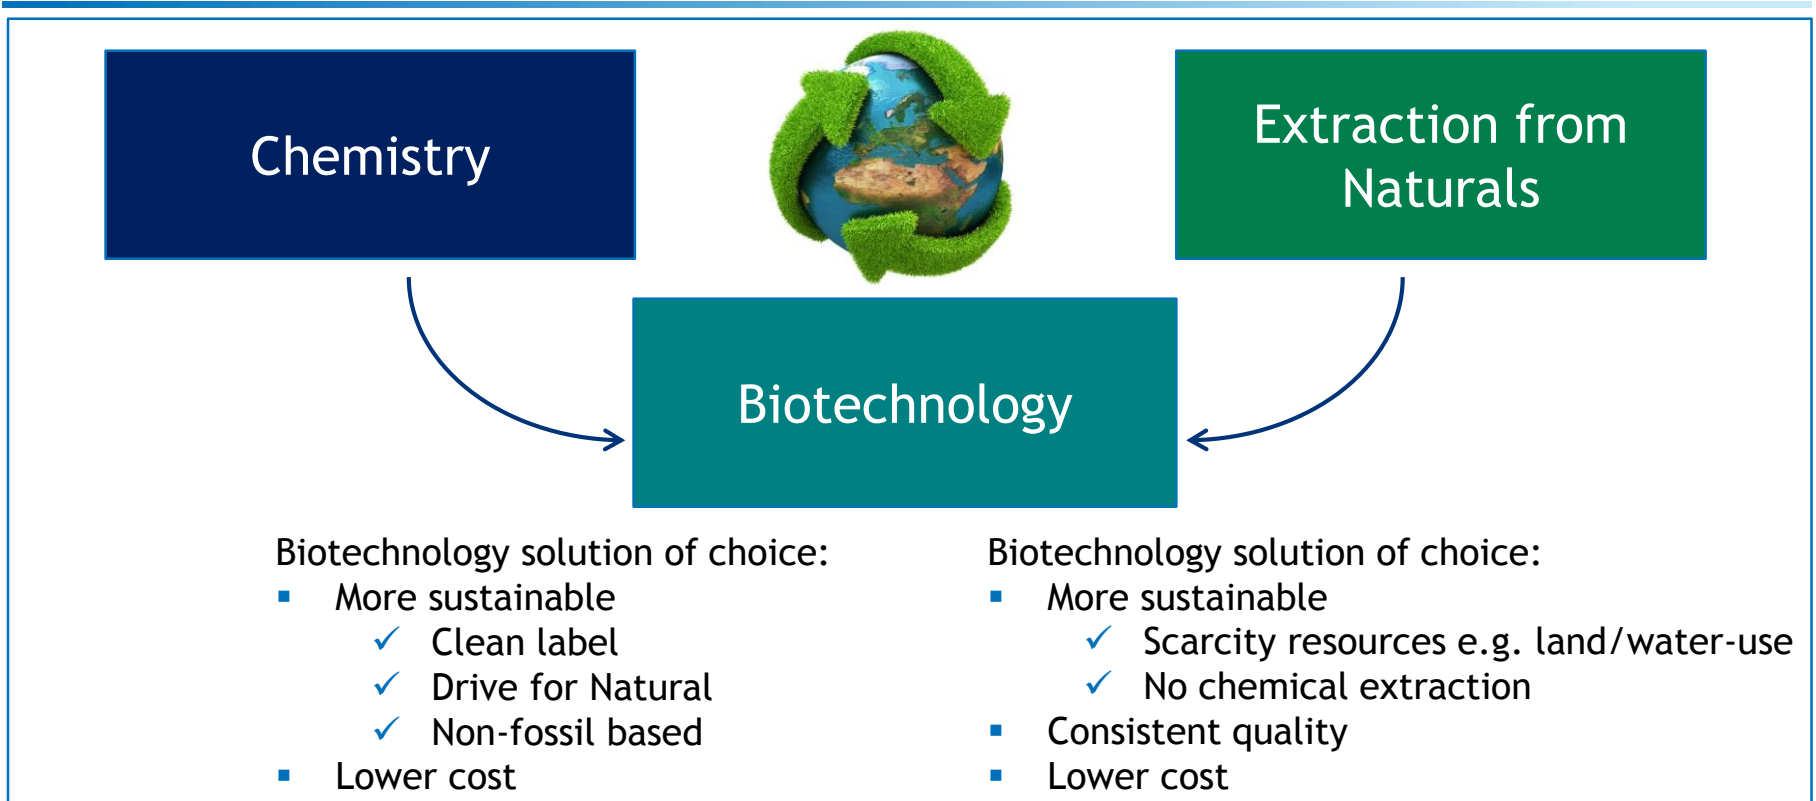 Chemistry
Extraction from
Naturals
Biotechnology
Biotechnology solution of choice:
▪ More sustainable
✓ Clean label
✓ Drive for Natural
✓ Non-fossil based
▪ Lower cost
Biotechnology solution of choice:
▪ More sustainable
✓ Scarcity resources e.g. land/water-use
✓ No chemical extraction
▪ Consistent quality
▪ Lower cost